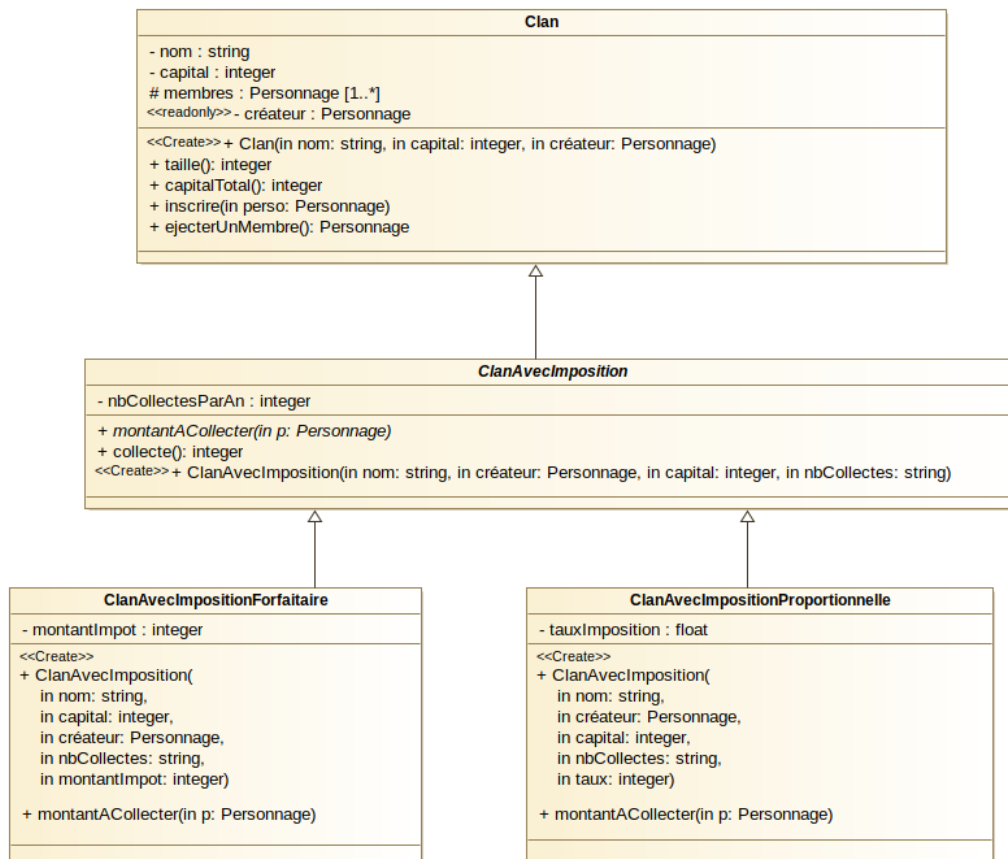 Clan
- nom : string
- capital : integer
# membres : Personnage [1..*]
<<readonly>> - créateur : Personnage
<<Create>> + Clan(in nom: string, in capital: integer, in créateur: Personnage)
+ taille(): integer
+ capitalTotal(): integer
+ inscrire(in perso: Personnage)
+ ejecterUnMembre(): Personnage
ClanAvecImposition
- nbCollectesParAn : integer
+ montantACollecter(in p: Personnage)
+ collecte(): integer
<<Create>> + ClanAvecImposition(in nom: string, in créateur: Personnage, in capital: integer, in nbCollectes: string)
ClanAvecImpositionForfaitaire
- montantImpot : integer
<<Create>>
+ ClanAvecImposition(
in nom: string,
in capital: integer,
in créateur: Personnage,
in nbCollectes: string,
in montantImpot: integer)
+ montantACollecter(in p: Personnage)
ClanAvecImpositionProportionnelle
- tauxImposition : float
<<Create>>
+ ClanAvecImposition(
in nom: string,
in créateur: Personnage,
in capital: integer,
in nbCollectes: string,
in taux: integer)
+ montantACollecter(in p: Personnage)